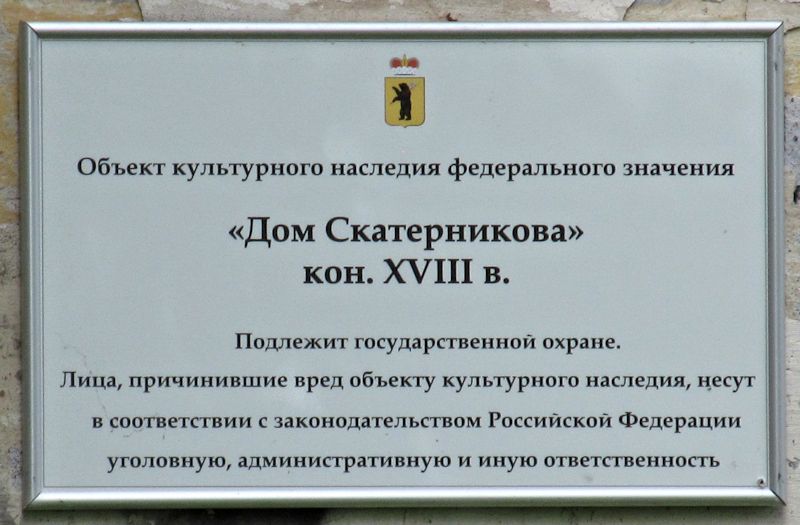 Объект культурного наследия федерального значения
«Дом Скатерникова»
кон. XVIII в.
Подлежит государственной охране.
Лица, причинившие вред объекту культурного наследия, несут
в соответствии с законодательством Российской Федерации
уголовную, административную и иную ответственность